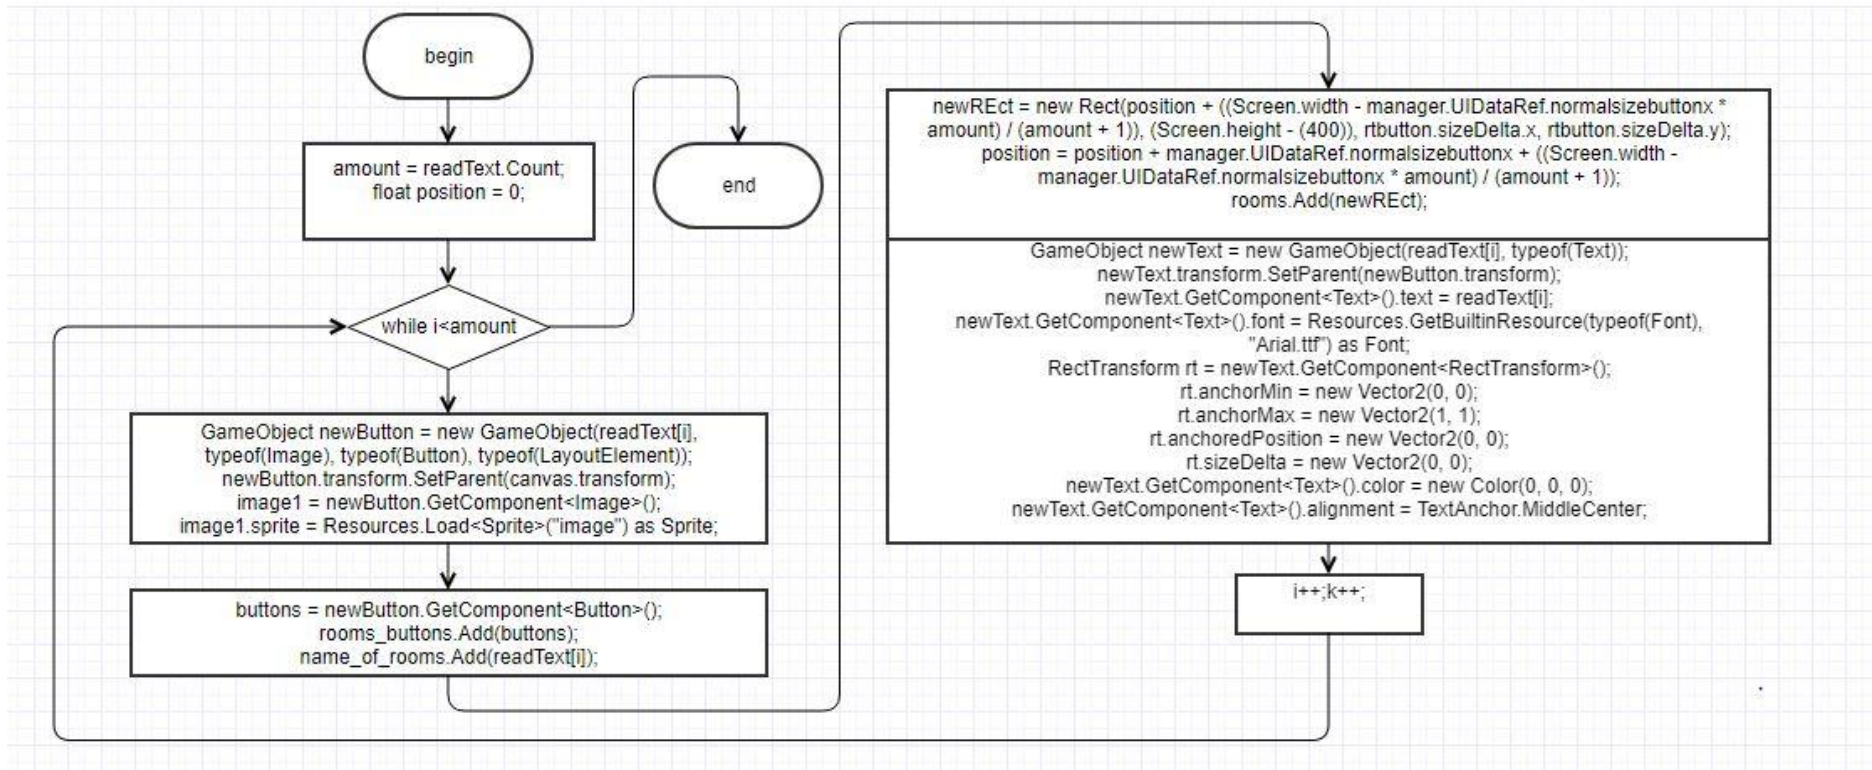 begin
amount = readText.Count;
float position = 0;
while i<amount
end
GameObject newButton = new GameObject(readText[i],
typeof(Image), typeof(Button), typeof(LayoutElement));
newButton.transform.SetParent(canvas.transform);
image1 = newButton.GetComponent<Image>();
image1.sprite = Resources.Load<Sprite>("image") as Sprite;
buttons = newButton.GetComponent<Button>();
rooms_buttons.Add(buttons);
name_of_rooms.Add(readText[i]);
newREct = new Rect(position + ((Screen.width - manager.UIDataRef.normalsizebuttonx *
amount) / (amount + 1)), (Screen.height - (400)), rtbutton.sizeDelta.x, rtbutton.sizeDelta.y);
position = position + manager.UIDataRef.normalsizebuttonx + ((Screen.width -
manager.UIDataRef.normalsizebuttonx * amount) / (amount + 1));
rooms.Add(newREct);
GameObject newText = new GameObject(readText[i], typeof(Text));
newText.transform.SetParent(newButton.transform);
newText.GetComponent<Text>().text = readText[i];
newText.GetComponent<Text>().font = Resources.GetBuiltinResource(typeof(Font),
"Arial.ttf") as Font;
RectTransform rt = newText.GetComponent<RectTransform>();
rt.anchorMin = new Vector2(0, 0);
rt.anchorMax = new Vector2(1, 1);
rt.anchoredPosition = new Vector2(0, 0);
rt.sizeDelta = new Vector2(0, 0);
newText.GetComponent<Text>().color = new Color(0, 0, 0);
newText.GetComponent<Text>().alignment = TextAnchor.MiddleCenter;
i++;k++;